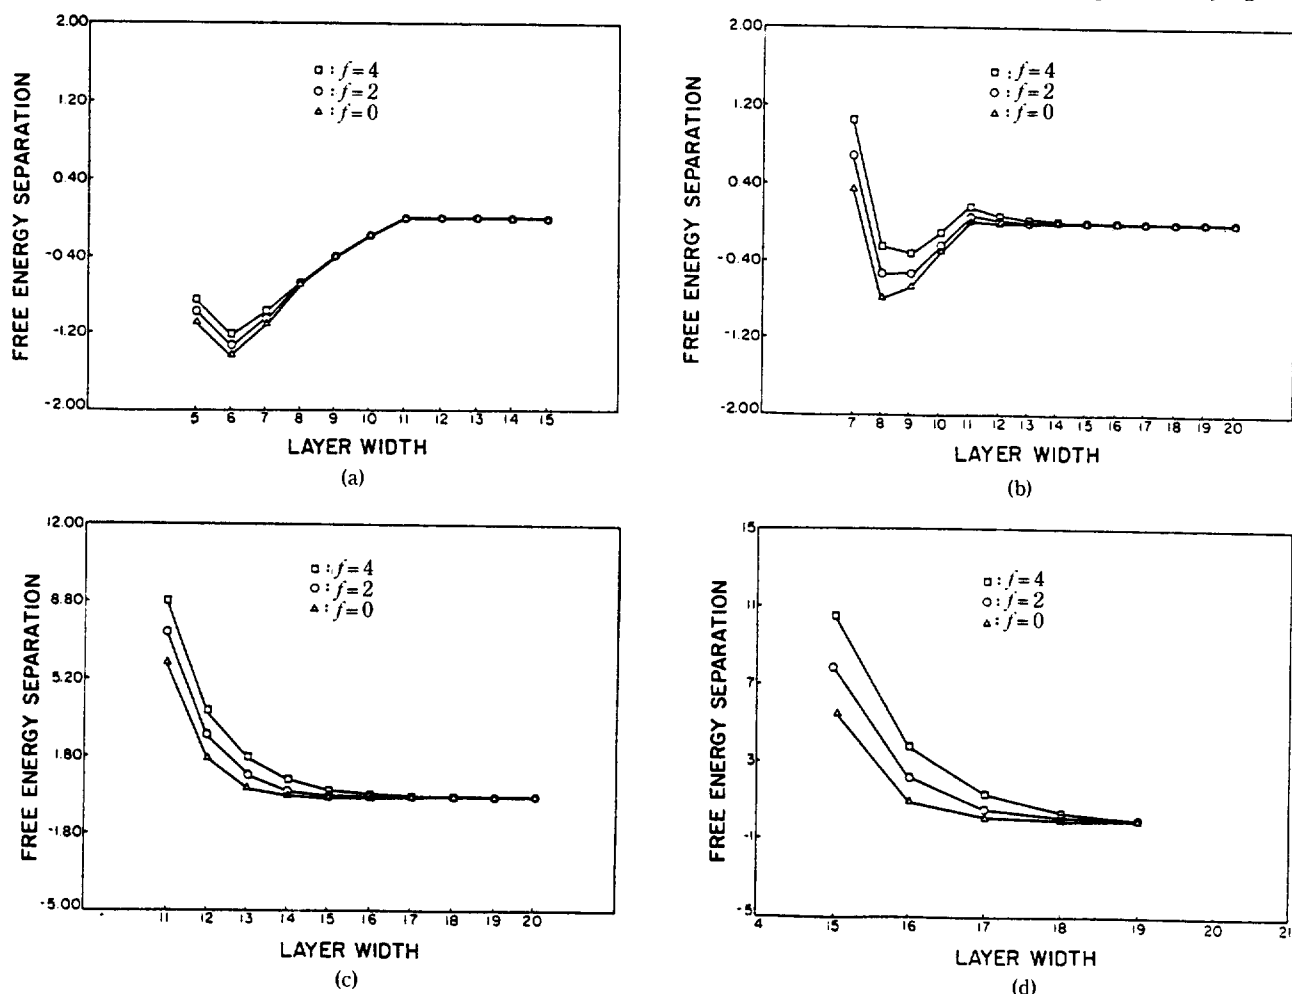 FREE ENERGY SEPARATION
2.00
1.20
0.40
-0.40
-1.20
-2.00
□ : f = 4
○ : f = 2
△ : f = 0
5 6 7 8 9 10 11 12 13 14 15
LAYER WIDTH
(a)
FREE ENERGY SEPARATION
2.00
1.20
0.40
-0.40
-1.20
-2.00
□ : f = 4
○ : f = 2
△ : f = 0
7 8 9 10 11 12 13 14 15 16 17 18 19 20
LAYER WIDTH
(b)
FREE ENERGY SEPARATION
12.00
8.80
5.20
1.80
-1.80
-5.00
□ : f = 4
○ : f = 2
△ : f = 0
11 12 13 14 15 16 17 18 19 20
LAYER WIDTH
(c)
FREE ENERGY SEPARATION
15
11
7
3
-1
-5
□ : f = 4
○ : f = 2
△ : f = 0
4 15 16 17 18 19 20 21
LAYER WIDTH
(d)